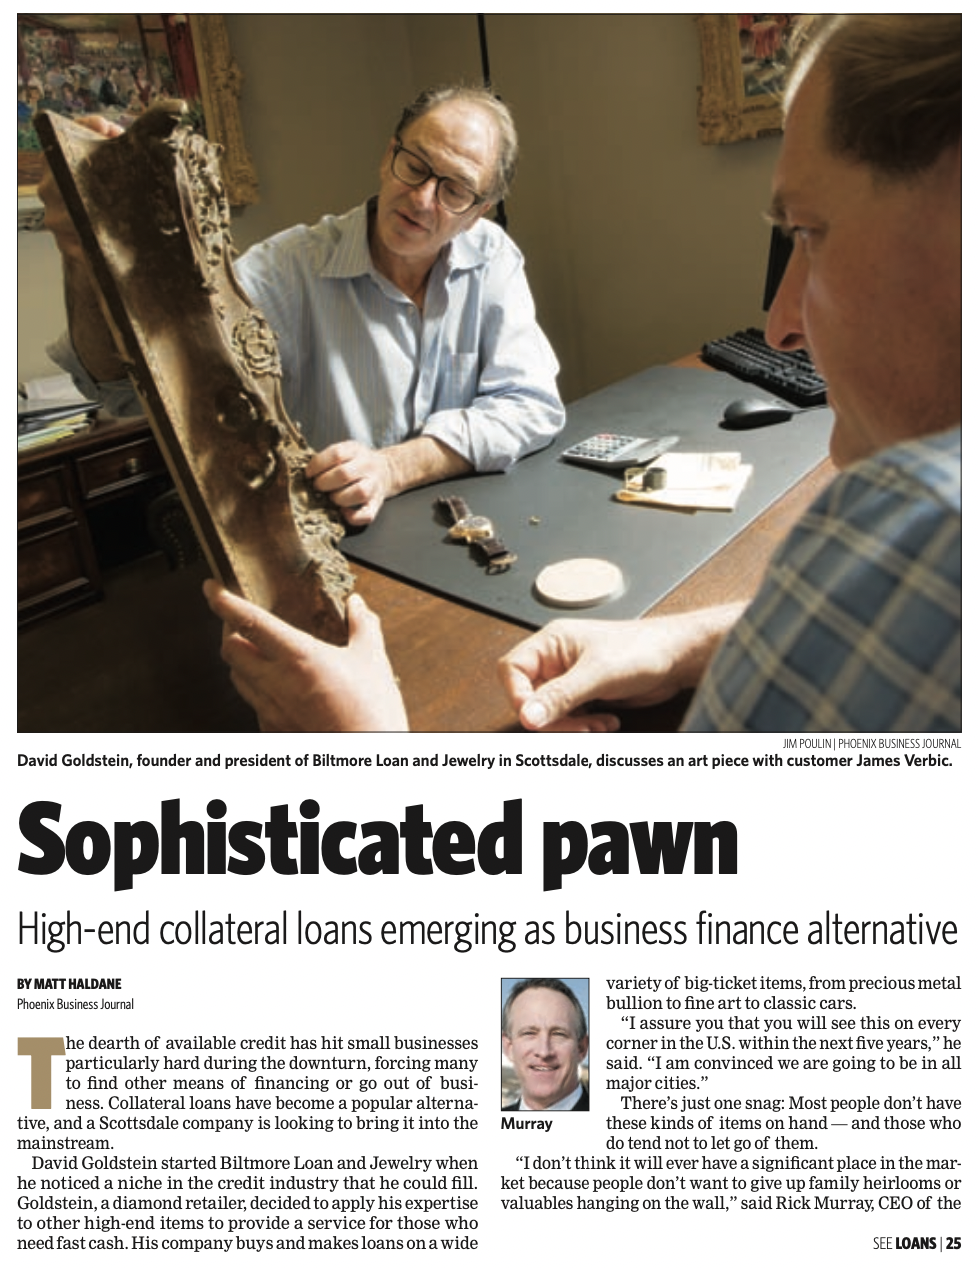 JIM POULIN | PHOENIX BUSINESS JOURNAL
David Goldstein, founder and president of Biltmore Loan and Jewelry in Scottsdale, discusses an art piece with customer James Verbic.
Sophisticated pawn
High-end collateral loans emerging as business finance alternative
BY MATT HALDANE
Phoenix Business Journal
The dearth of available credit has hit small businesses
particularly hard during the downturn, forcing many
to find other means of financing or go out of busi-
ness. Collateral loans have become a popular alterna-
tive, and a Scottsdale company is looking to bring it into the
mainstream.
David Goldstein started Biltmore Loan and Jewelry when
he noticed a niche in the credit industry that he could fill.
Goldstein, a diamond retailer, decided to apply his expertise
to other high-end items to provide a service for those who
need fast cash. His company buys and makes loans on a wide
Murray
variety of big-ticket items, from precious metal
bullion to fine art to classic cars.
“I assure you that you will see this on every
corner in the U.S. within the next five years,” he
said. “I am convinced we are going to be in all
major cities.”
There’s just one snag: Most people don’t have
these kinds of items on hand — and those who
do tend not to let go of them.
“I don’t think it will ever have a significant place in the mar-
ket because people don’t want to give up family heirlooms or
valuables hanging on the wall,” said Rick Murray, CEO of the
SEE LOANS | 25